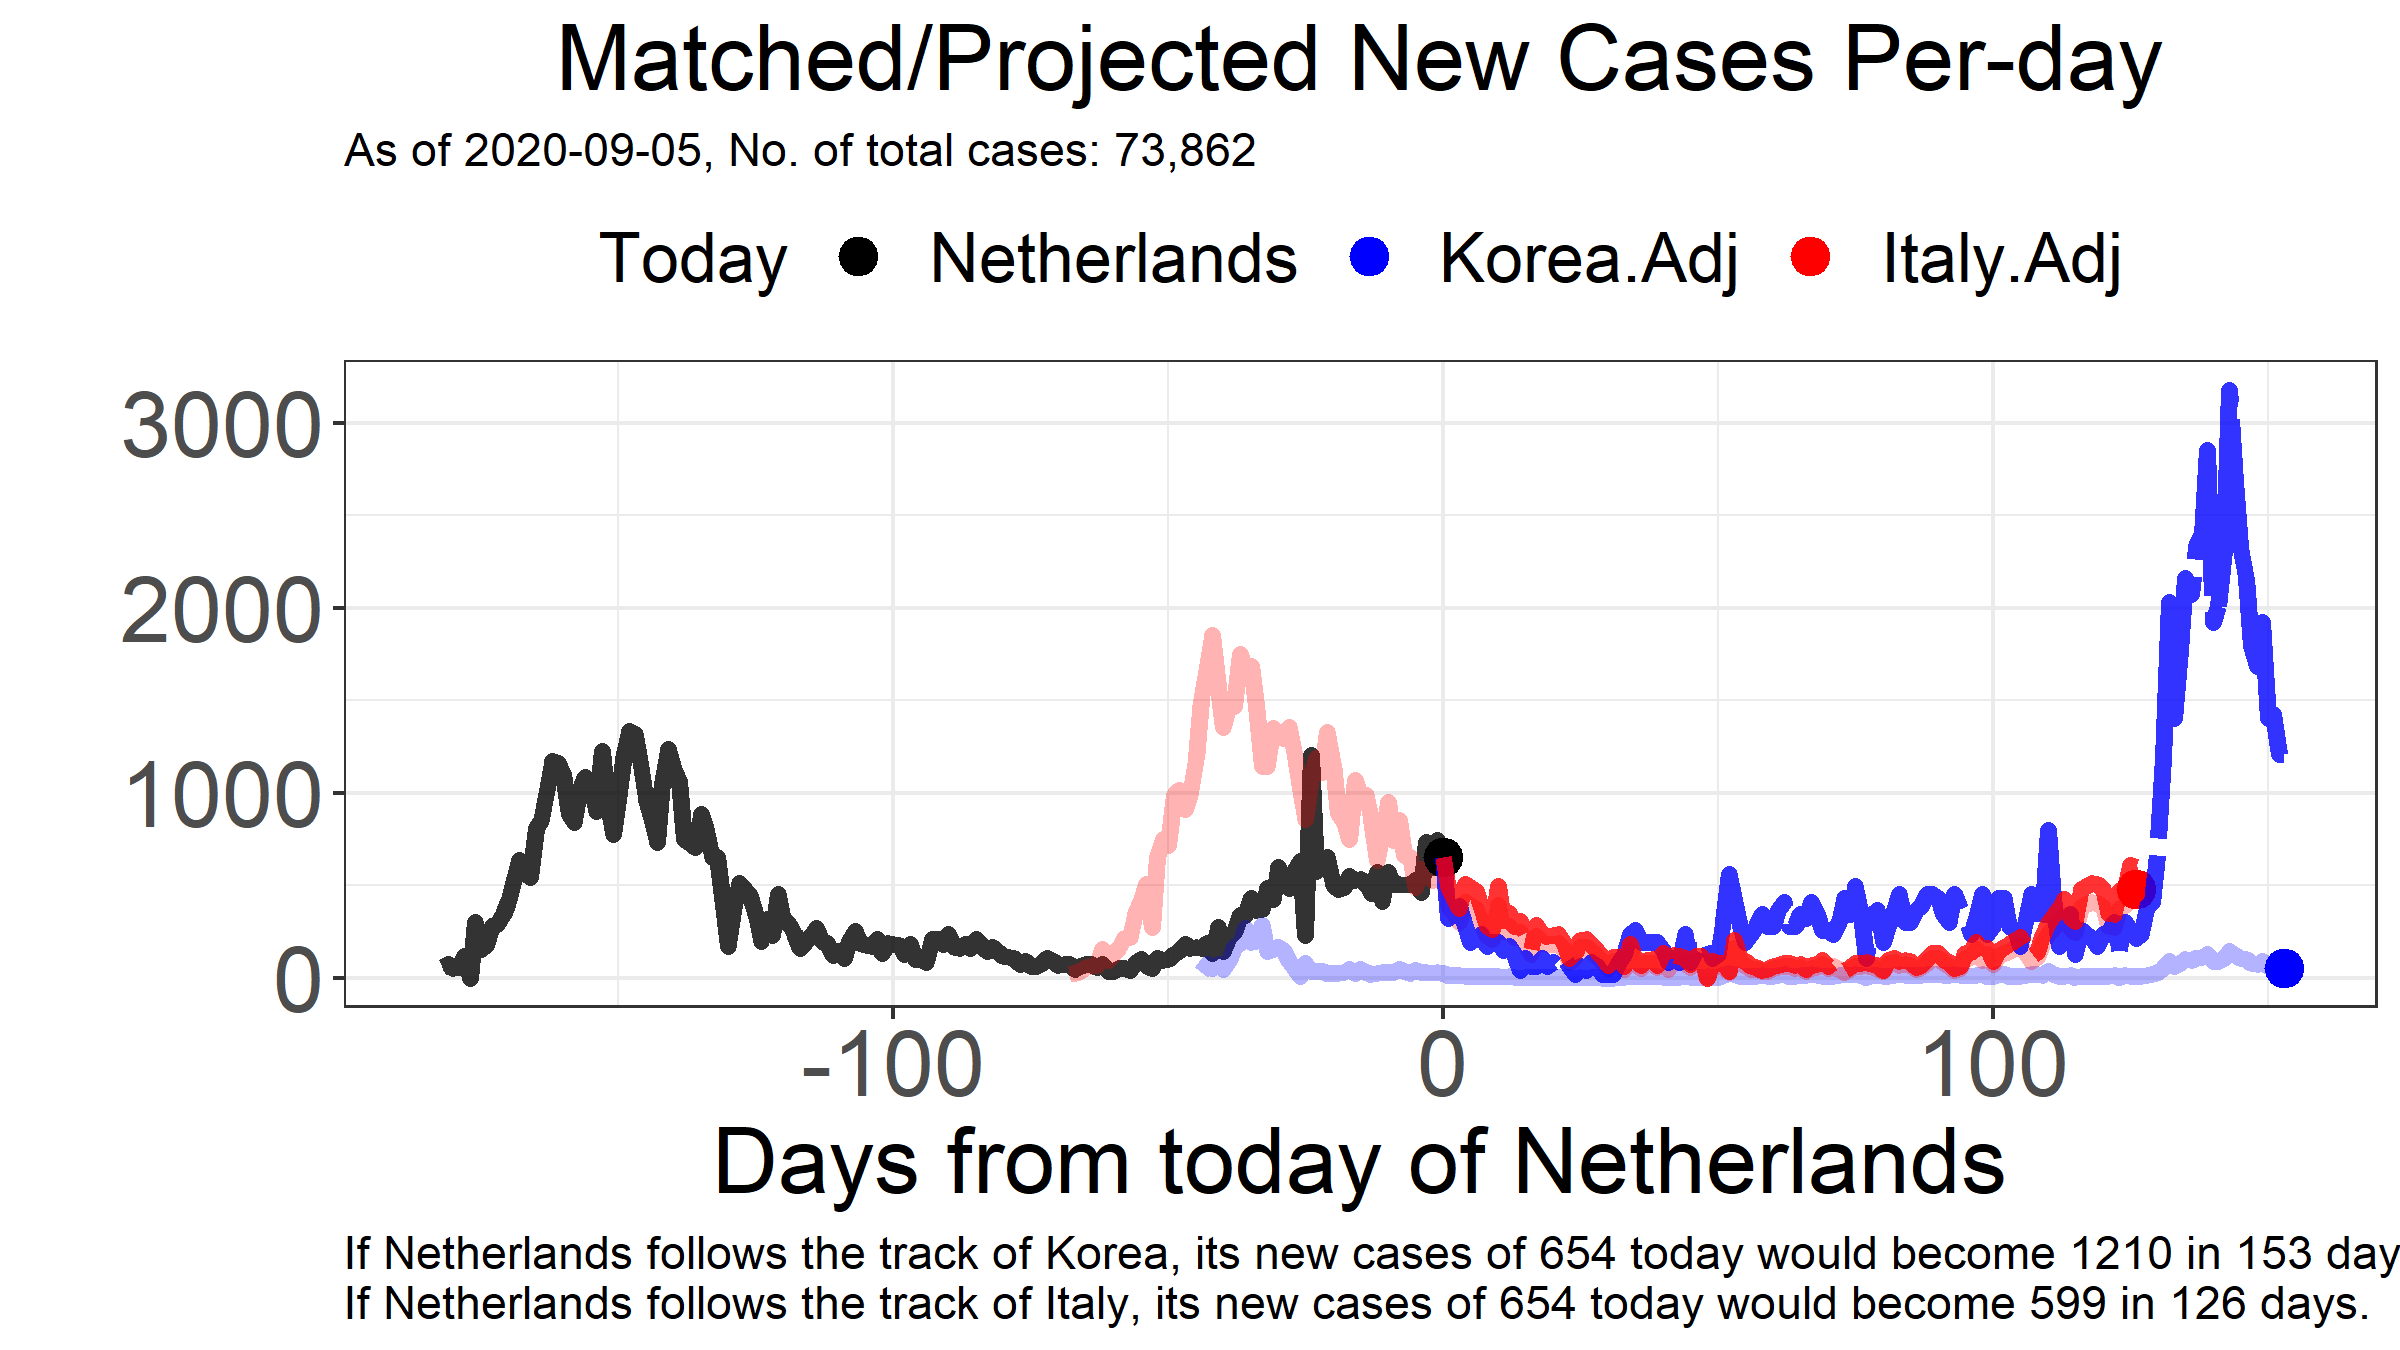 Matched/Projected New Cases Per-day
As of 2020-09-05, No. of total cases: 73,862
Today Netherlands Korea.Adj Italy.Adj
3000
2000
1000
0
-100 0 100
Days from today of Netherlands
If Netherlands follows the track of Korea, its new cases of 654 today would become 1210 in 153 day
If Netherlands follows the track of Italy, its new cases of 654 today would become 599 in 126 days.